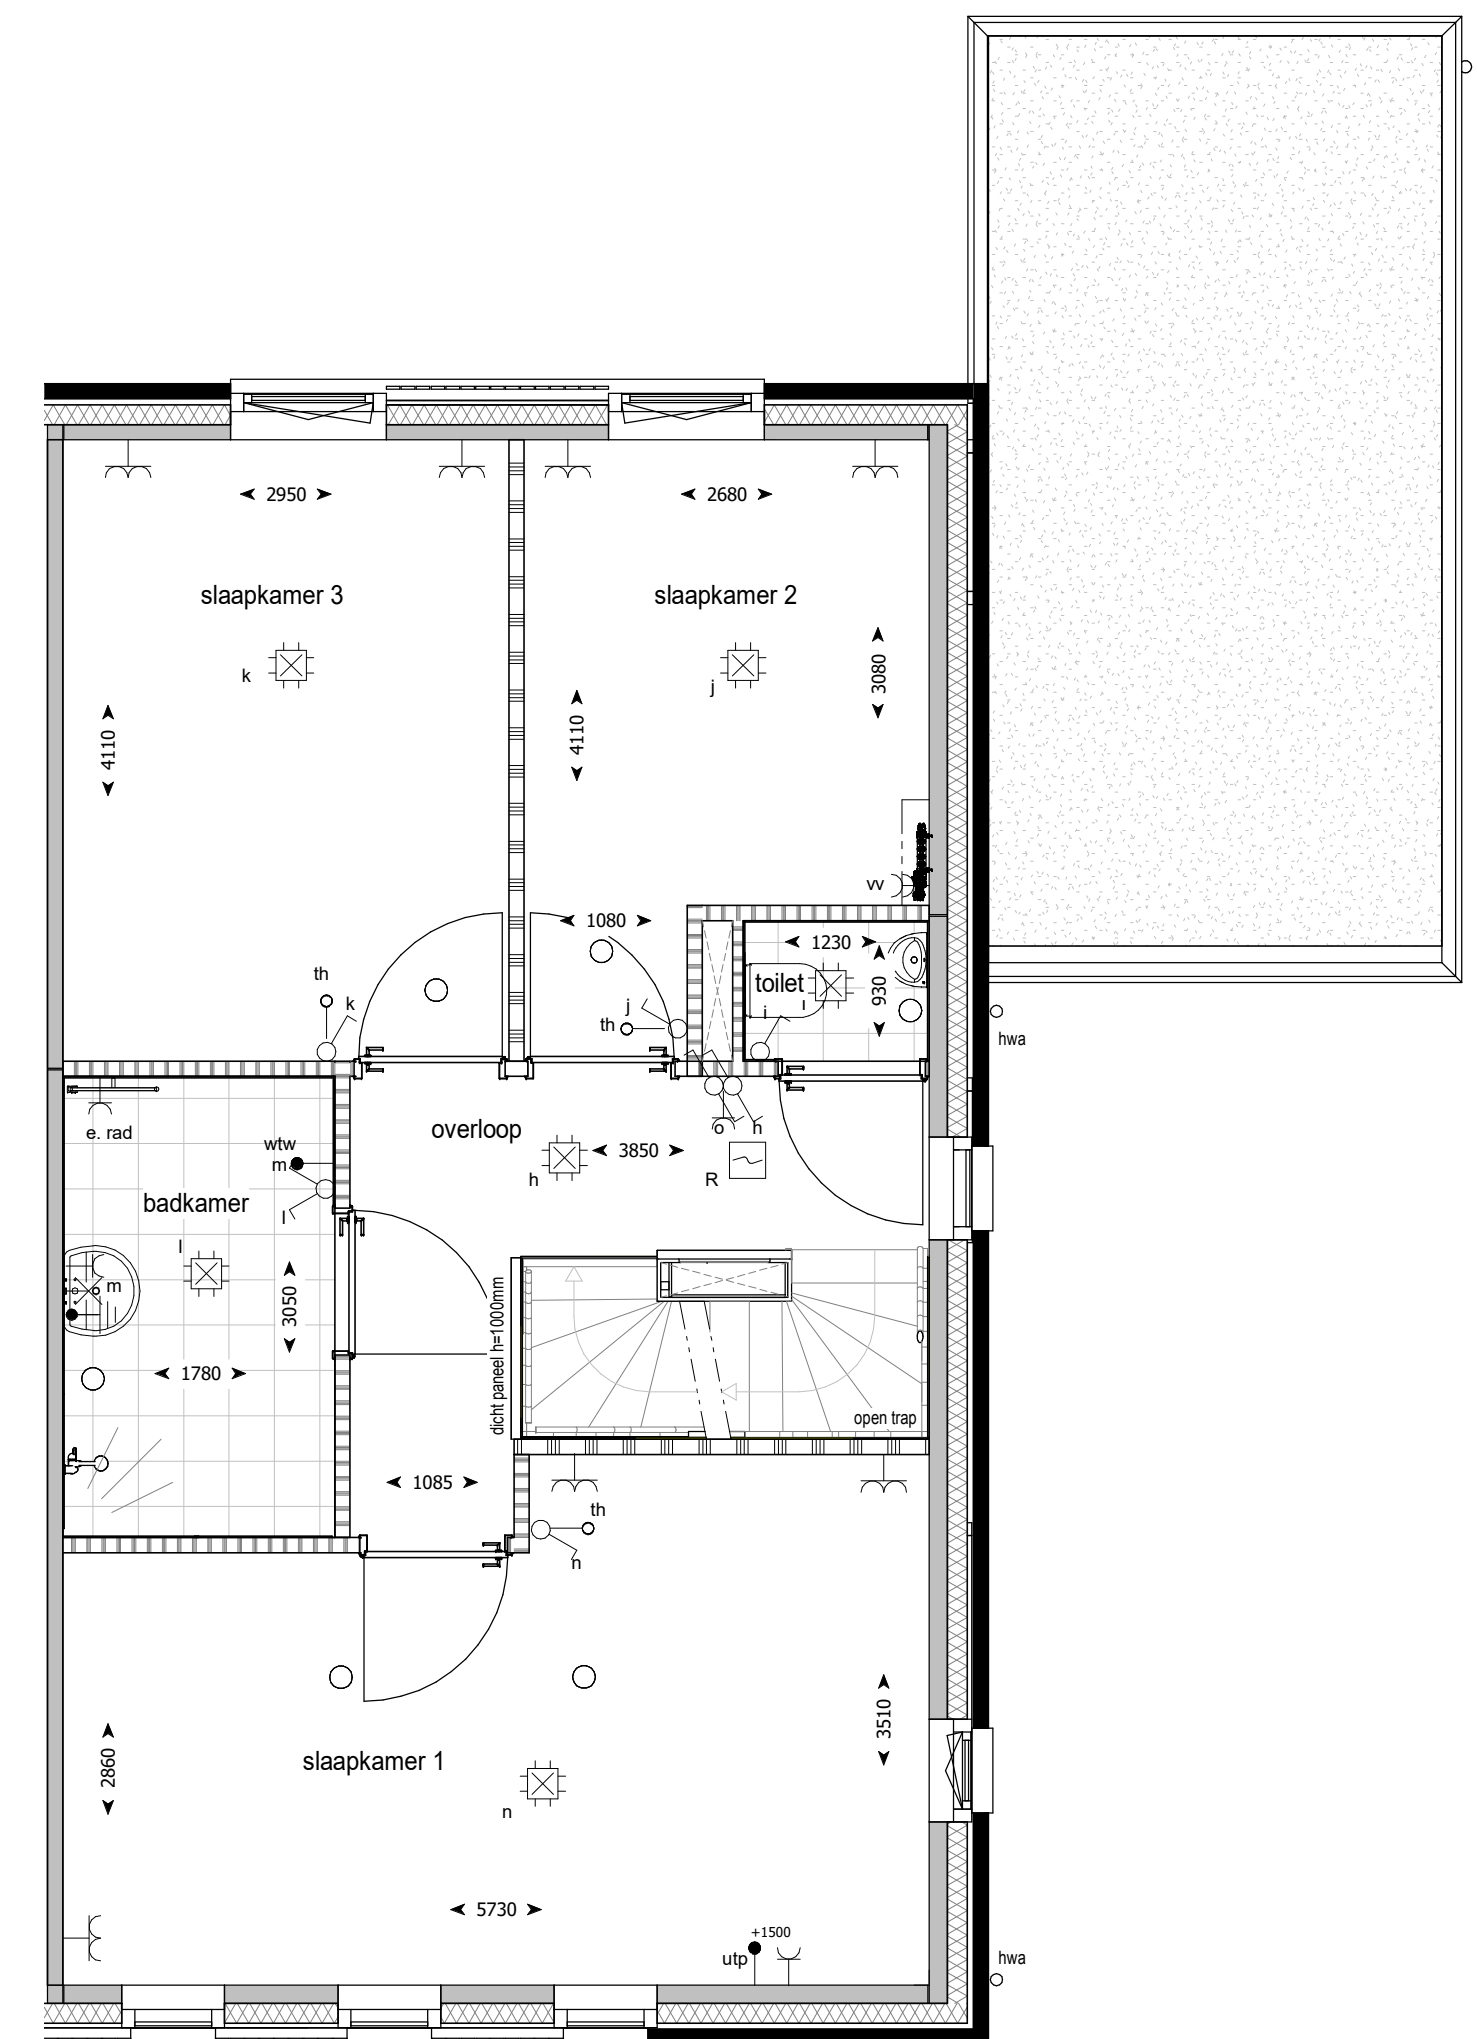 2950
2680
slaapkamer 3
slaapkamer 2
k
j
3080
4110
4110
vv
1080
1230
toilet
930
th
k
j
th
i
i
hwa
e. rad
wtw
m
overloop
3850
o
h
h
R
badkamer
l
l
m
3050
1780
dicht paneel h=1000mm
open trap
1085
th
n
slaapkamer 1
2860
3510
n
5730
+1500
utp
hwa